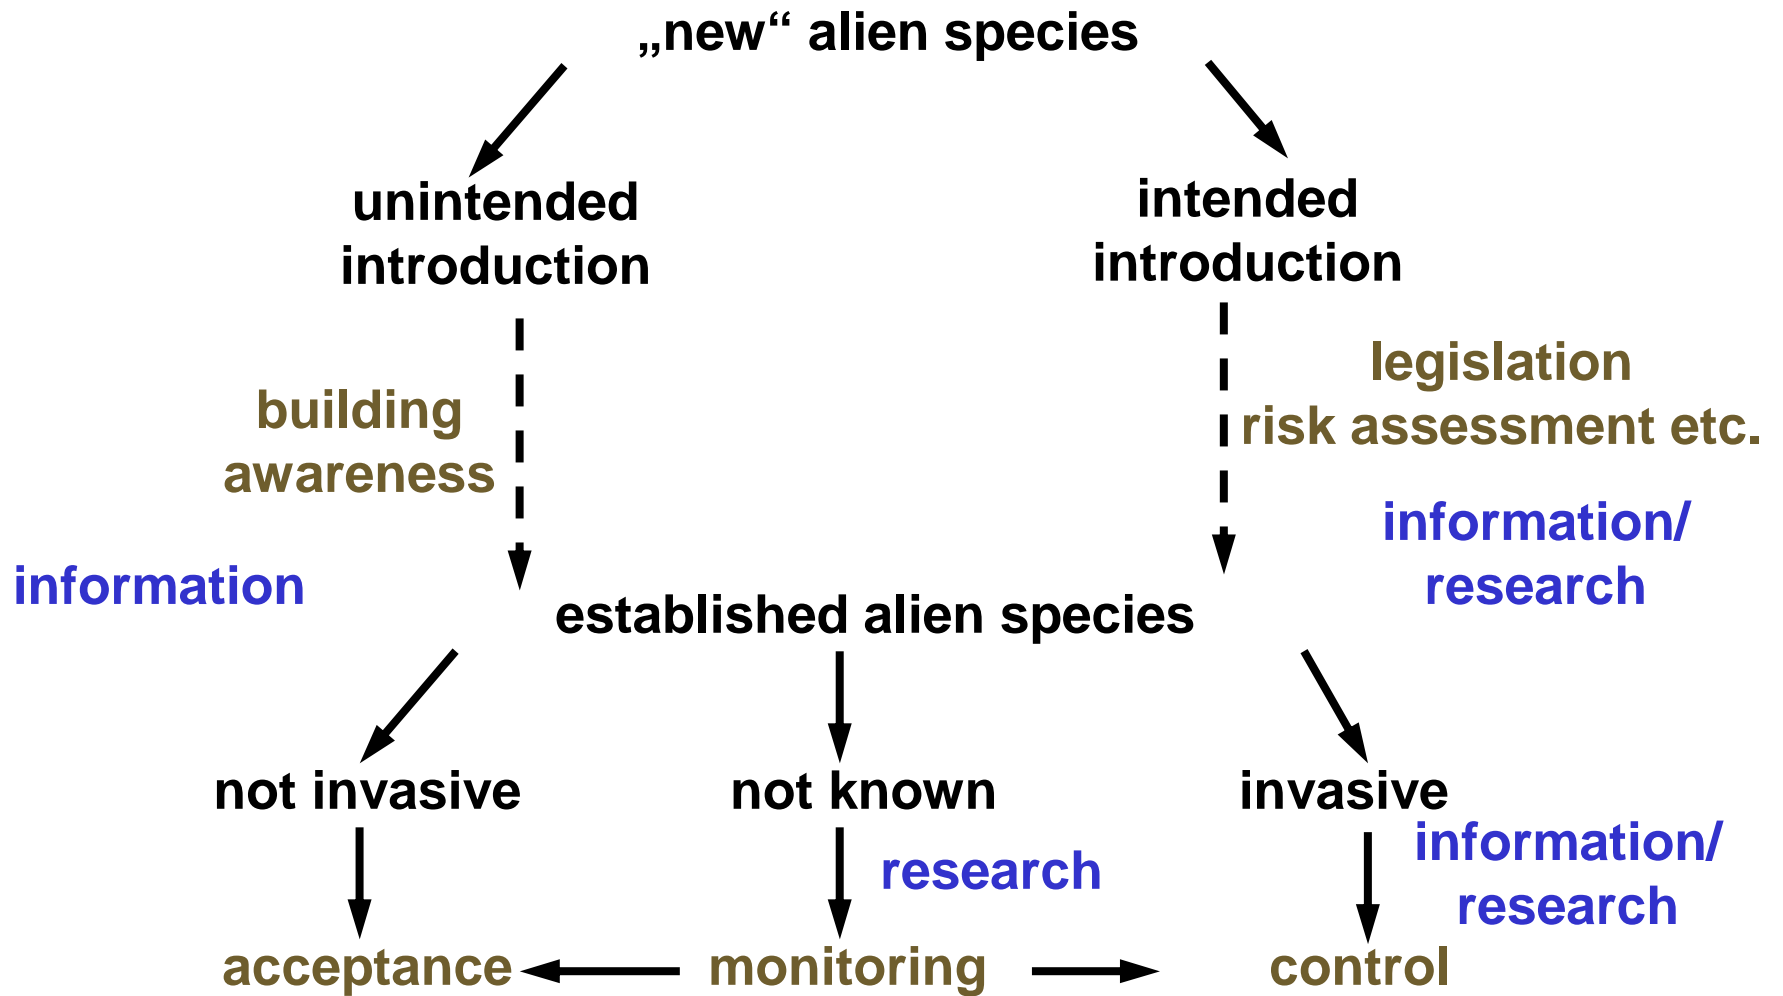 „new“ alien species
unintended
introduction
intended
introduction
building
awareness
legislation
risk assessment etc.
information
information/
research
established alien species
not invasive
not known
invasive
research
information/
research
acceptance
monitoring
control